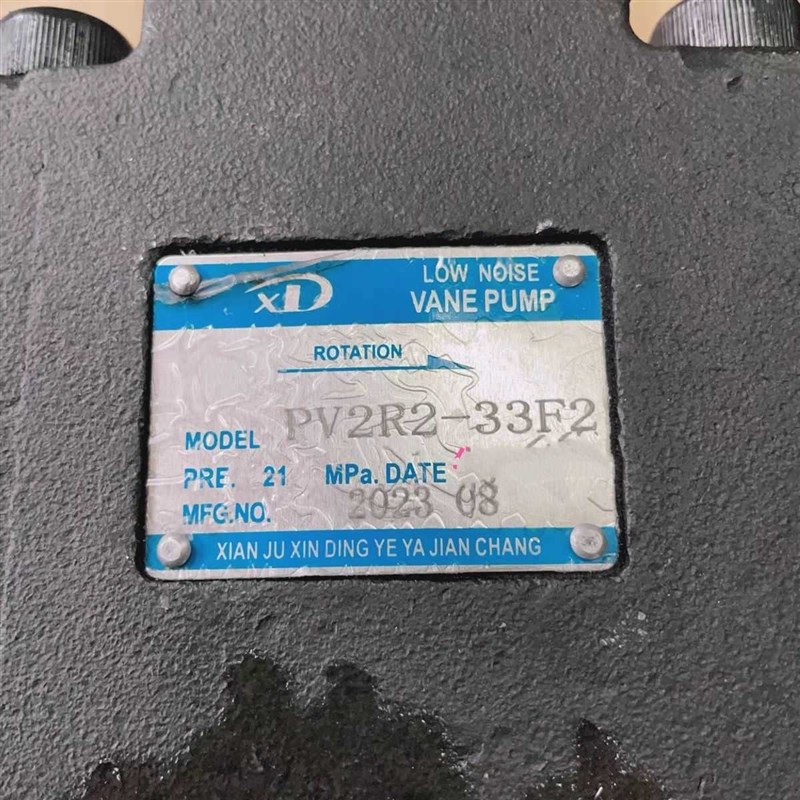 XD
LOW NOISE
VANE PUMP
ROTATION
MODEL PV2R2-33F2
PRE. 21 MPa. DATE
MFG.NO. 2023 08
XIAN JU XIN DING YE YA JIAN CHANG